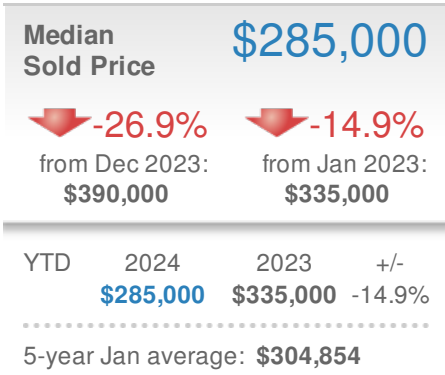 Median $285,000
Sold Price
-26.9% -14.9%
from Dec 2023: from Jan 2023:
$390,000 $335,000
YTD 2024 2023 +/-
$285,000 $335,000 -14.9%
5-year Jan average: $304,854